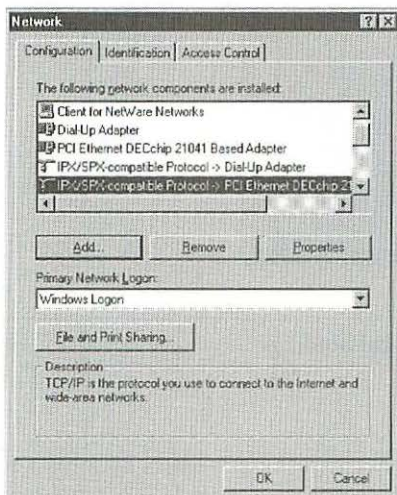 Network
Configuration Identification Access Control
The following network components are installed:
Client for NetWare Networks
Dial-Up Adapter
PCI Ethernet DECchip 21041 Based Adapter
IPX/SPX-compatible Protocol -> Dial-Up Adapter
IPX/SPX-compatible Protocol -> PCI Ethernet DECchip 2
Add... Remove Properties
Primary Network Logon:
Windows Logon
File and Print Sharing...
Description
TCP/IP is the protocol you use to connect to the Internet and
wide-area networks.
OK Cancel